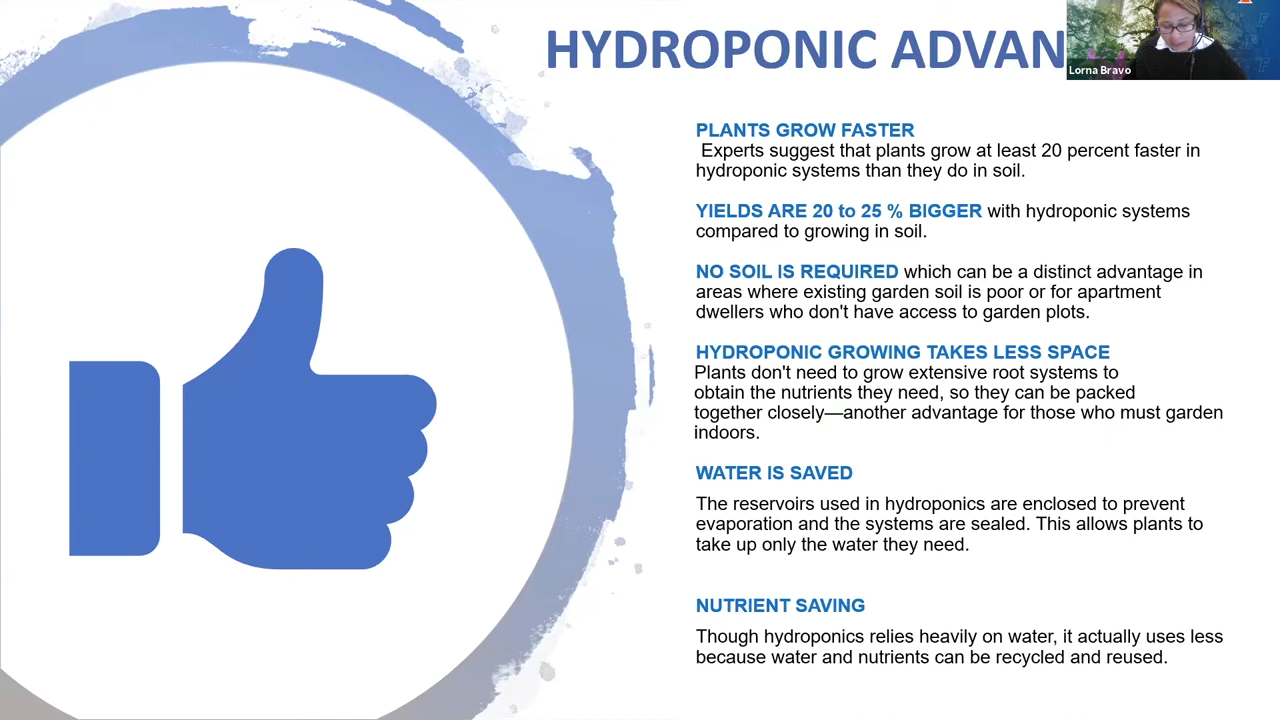 HYDROPONIC ADVAN
Lorna Bravo
PLANTS GROW FASTER
Experts suggest that plants grow at least 20 percent faster in
hydroponic systems than they do in soil.
YIELDS ARE 20 to 25 % BIGGER with hydroponic systems
compared to growing in soil.
NO SOIL IS REQUIRED which can be a distinct advantage in
areas where existing garden soil is poor or for apartment
dwellers who don't have access to garden plots.
HYDROPONIC GROWING TAKES LESS SPACE
Plants don't need to grow extensive root systems to
obtain the nutrients they need, so they can be packed
together closely—another advantage for those who must garden
indoors.
WATER IS SAVED
The reservoirs used in hydroponics are enclosed to prevent
evaporation and the systems are sealed. This allows plants to
take up only the water they need.
NUTRIENT SAVING
Though hydroponics relies heavily on water, it actually uses less
because water and nutrients can be recycled and reused.